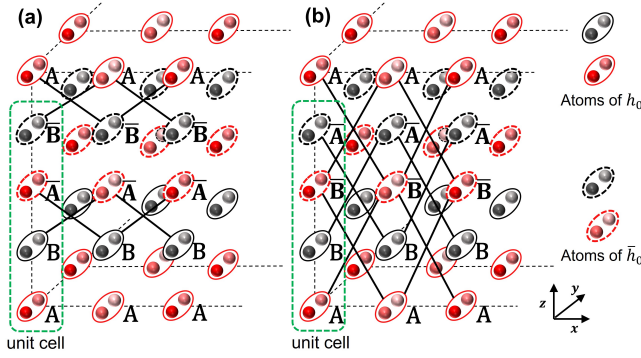 (a) (b)
A A A A A A
B̄ B̄ B̄ Ā Ā Ā
Ā Ā Ā B̄ B̄ B̄
B B B B B B
A A A A A A
unit cell unit cell
Atoms of h₀
Atoms of h̄₀
z y x